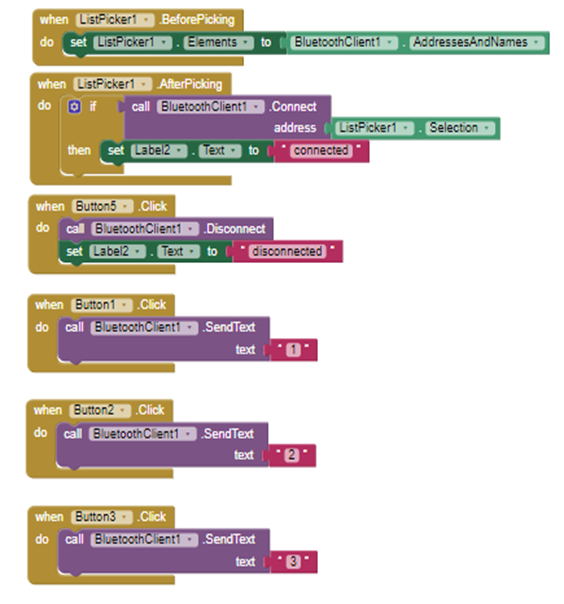 when ListPicker1 .BeforePicking
do set ListPicker1 . Elements to BluetoothClient1 . AddressesAndNames
when ListPicker1 .AfterPicking
do if call BluetoothClient1 .Connect
address ListPicker1 . Selection
then set Label2 . Text to " connected "
when Button5 .Click
do call BluetoothClient1 .Disconnect
set Label2 . Text to " disconnected "
when Button1 .Click
do call BluetoothClient1 .SendText
text " 1 "
when Button2 .Click
do call BluetoothClient1 .SendText
text " 2 "
when Button3 .Click
do call BluetoothClient1 .SendText
text " 3 "